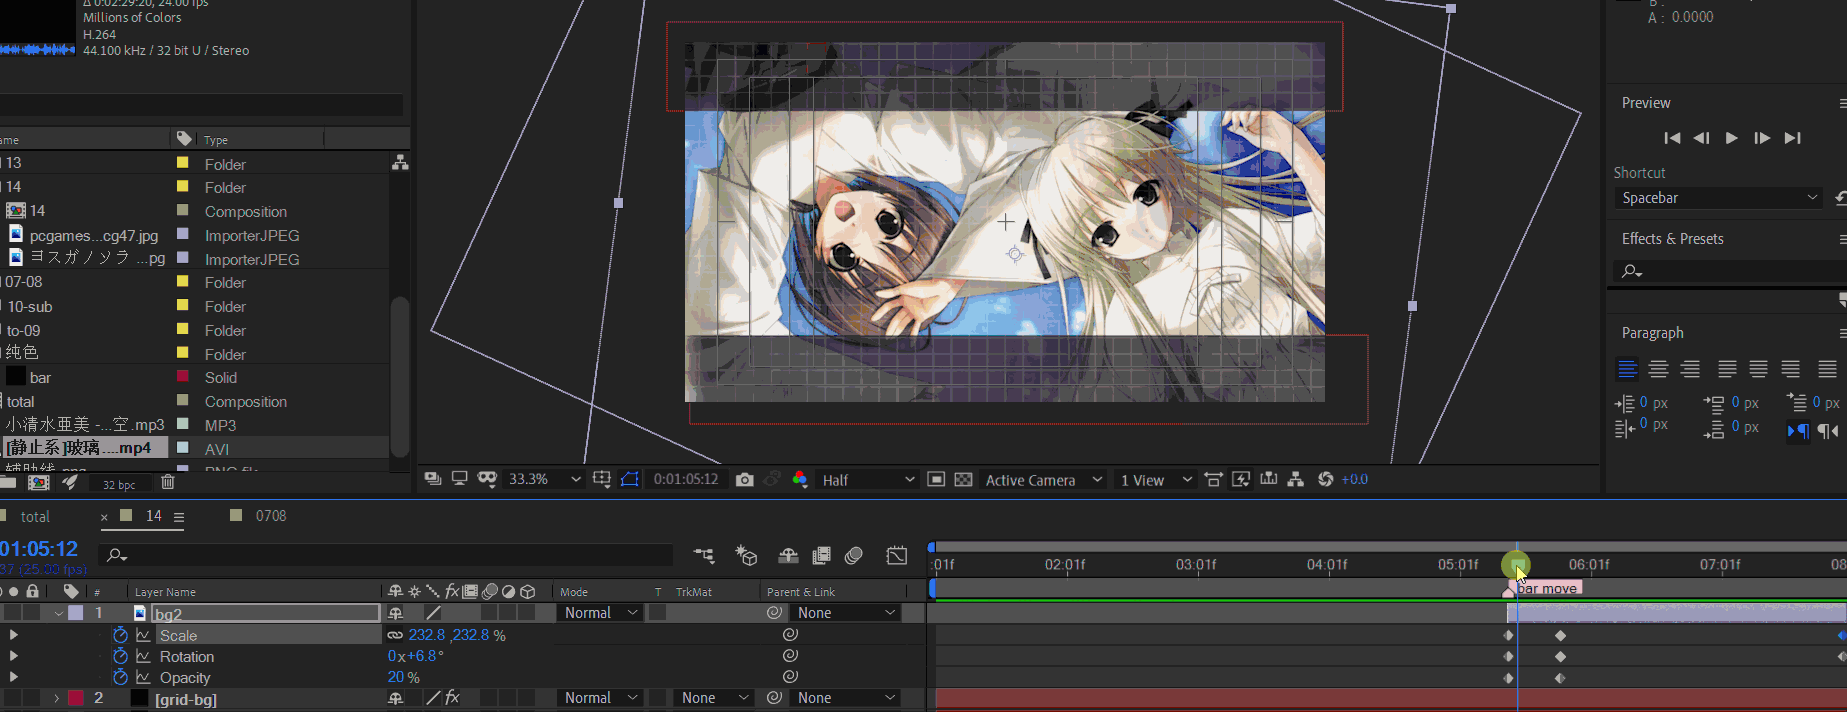 Δ 0:02:29:20, 24.00 fps
Millions of Colors
H.264
44.100 kHz / 32 bit U / Stereo
ame
Type
13 Folder
14 Folder
14 Composition
pcgames...cg47.jpg ImporterJPEG
ヨスガノソラ ...pg ImporterJPEG
07-08 Folder
10-sub Folder
to-09 Folder
纯色 Folder
bar Solid
total Composition
小清水亜美 -...空.mp3 MP3
[静止系]玻璃....mp4 AVI
辅助线.png
32 bpc
33.3%
0:01:05:12
Half
Active Camera
1 View
+0.0
B :
A : 0.0000
Preview
Shortcut
Spacebar
Effects & Presets
Paragraph
0 px 0 px 0 px
0 px 0 px
total × 14 0708
01:05:12
37 (25.00 fps)
:01f 02:01f 03:01f 04:01f 05:01f 06:01f 07:01f 08
bar move
# Layer Name fx Mode T TrkMat Parent & Link
1 bg2 Normal None
Scale 232.8 ,232.8 %
Rotation 0x+6.8°
Opacity 20 %
2 [grid-bg] fx Normal None None